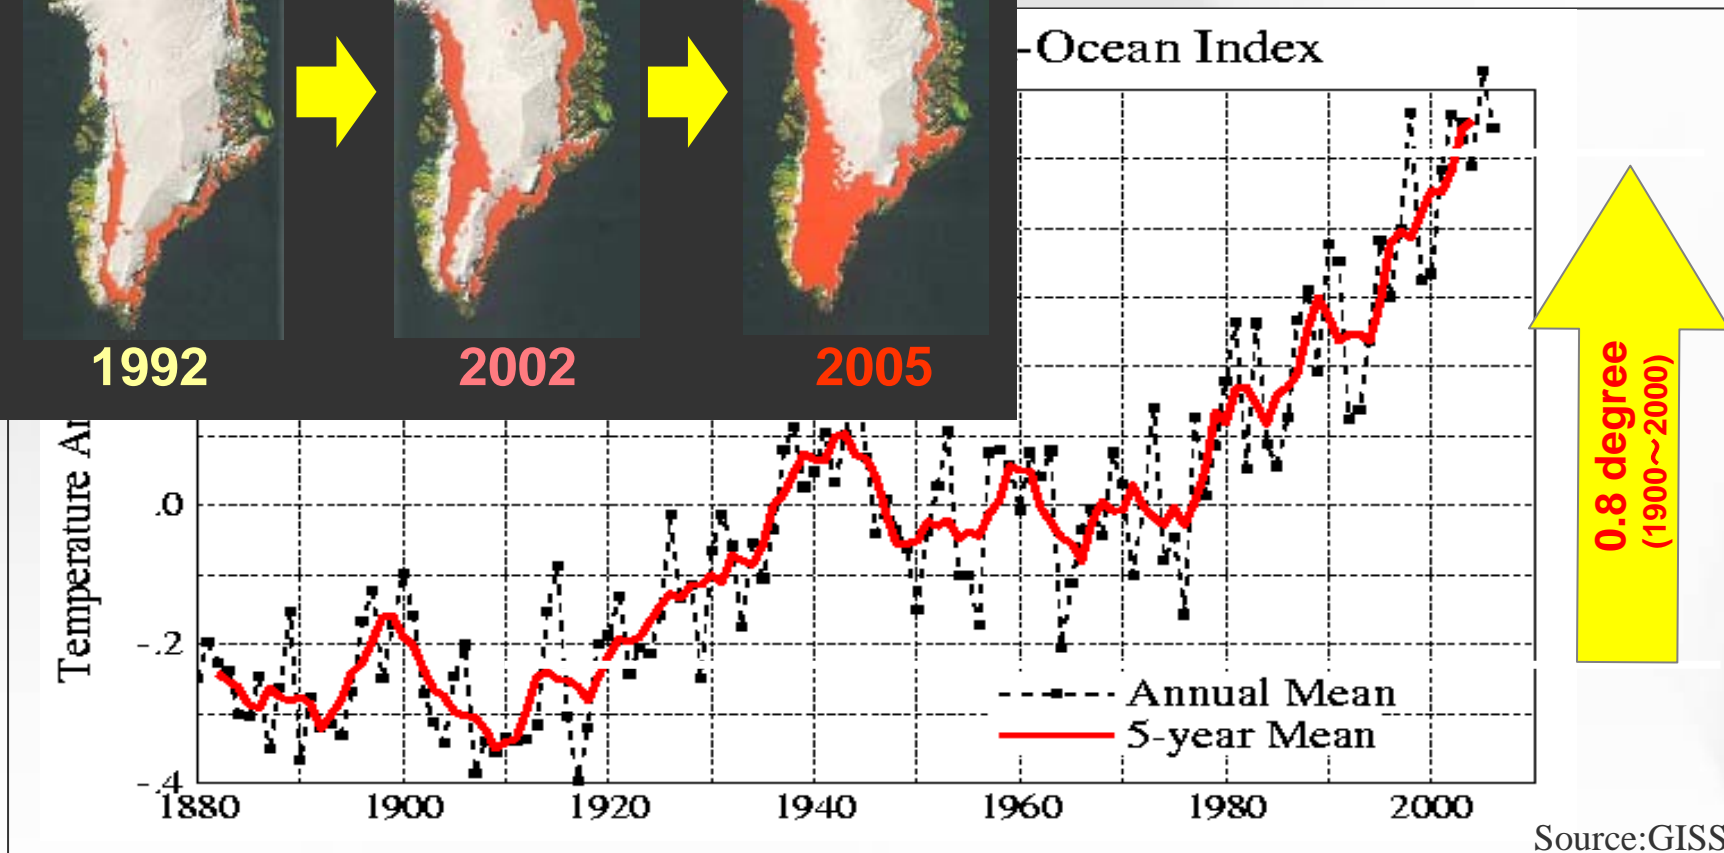 -Ocean Index
1992
2002
2005
Temperature
.0
-.2
-.4
1880 1900 1920 1940 1960 1980 2000
Annual Mean
5-year Mean
0.8 degree
(1900～2000)
Source:GISS